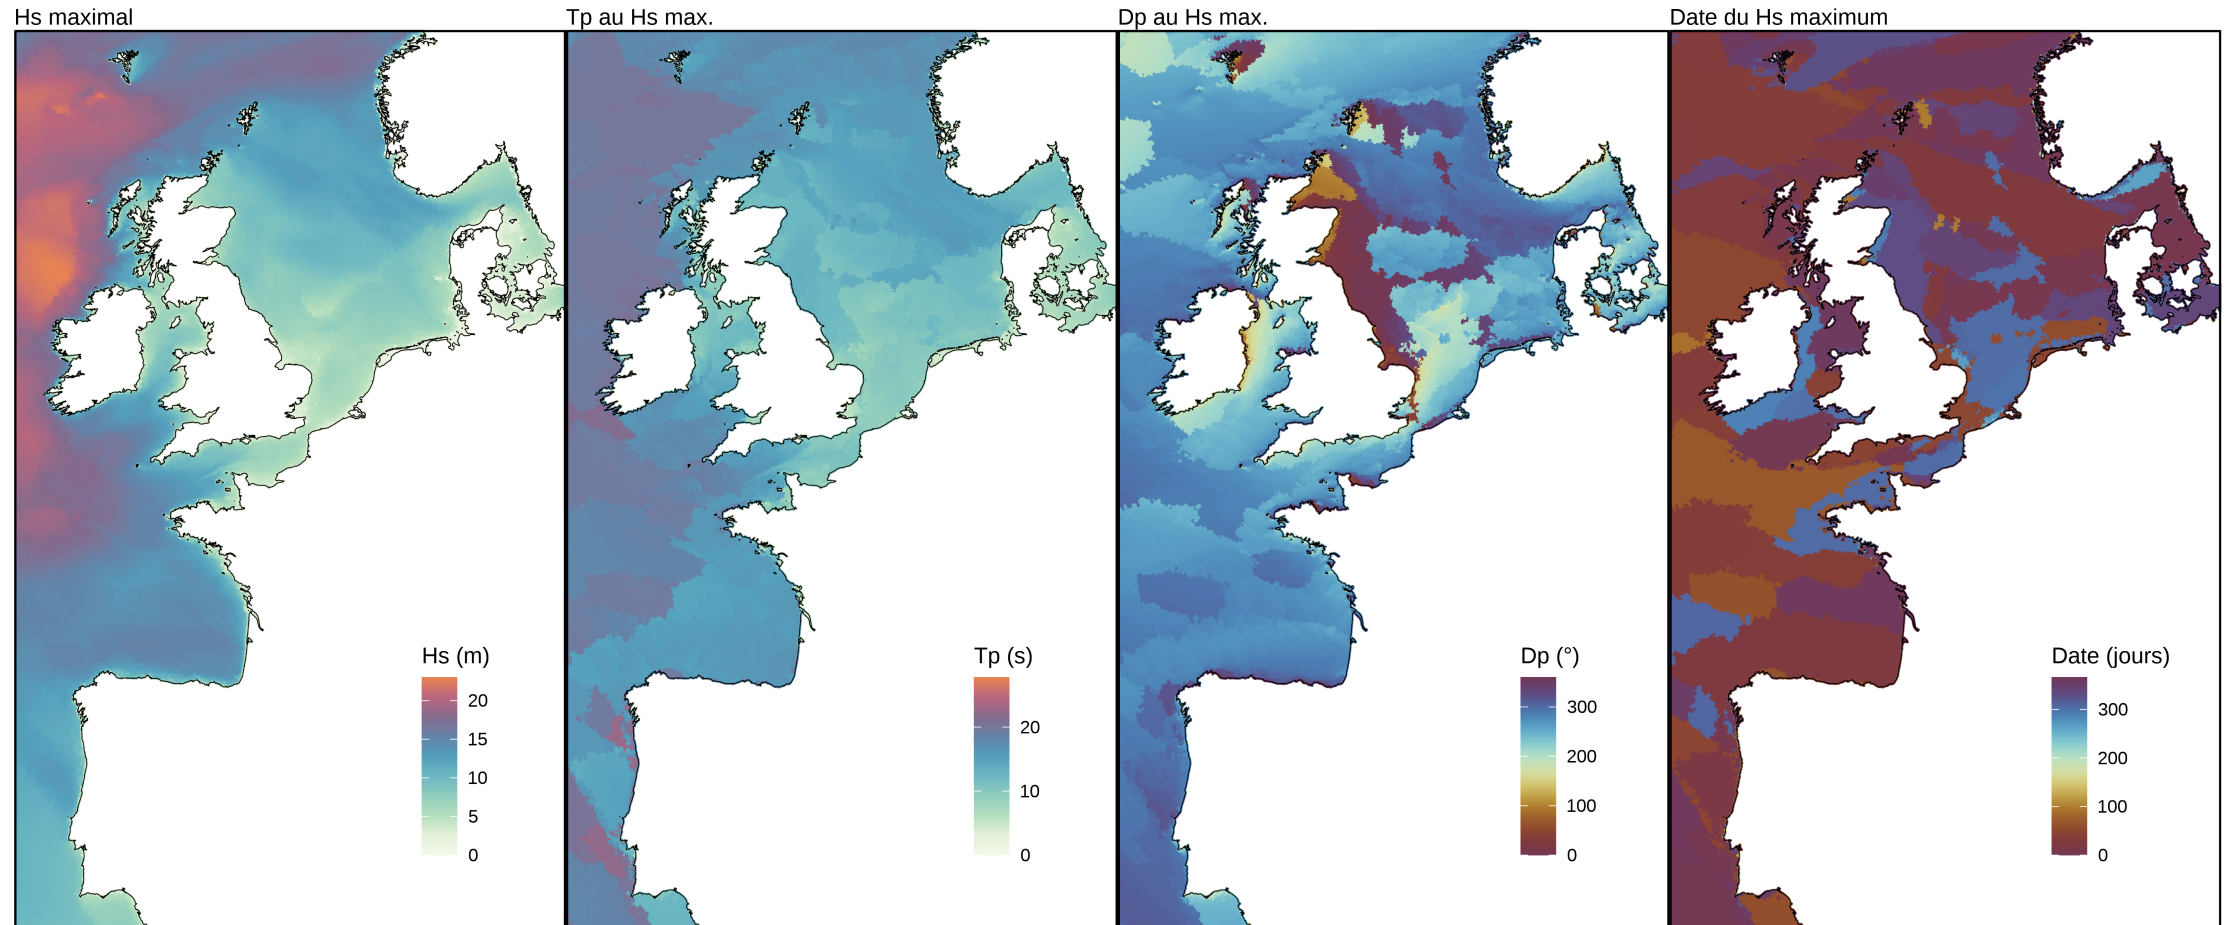 Hs maximal
Tp au Hs max.
Dp au Hs max.
Date du Hs maximum
Hs (m)
20
15
10
5
0
Tp (s)
20
10
0
Dp (°)
300
200
100
0
Date (jours)
300
200
100
0